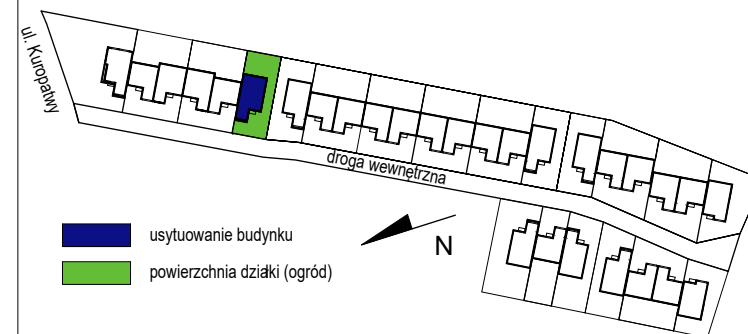 ul. Kuropatwy
droga wewnętrzna
usytuowanie budynku
N
powierzchnia działki (ogród)